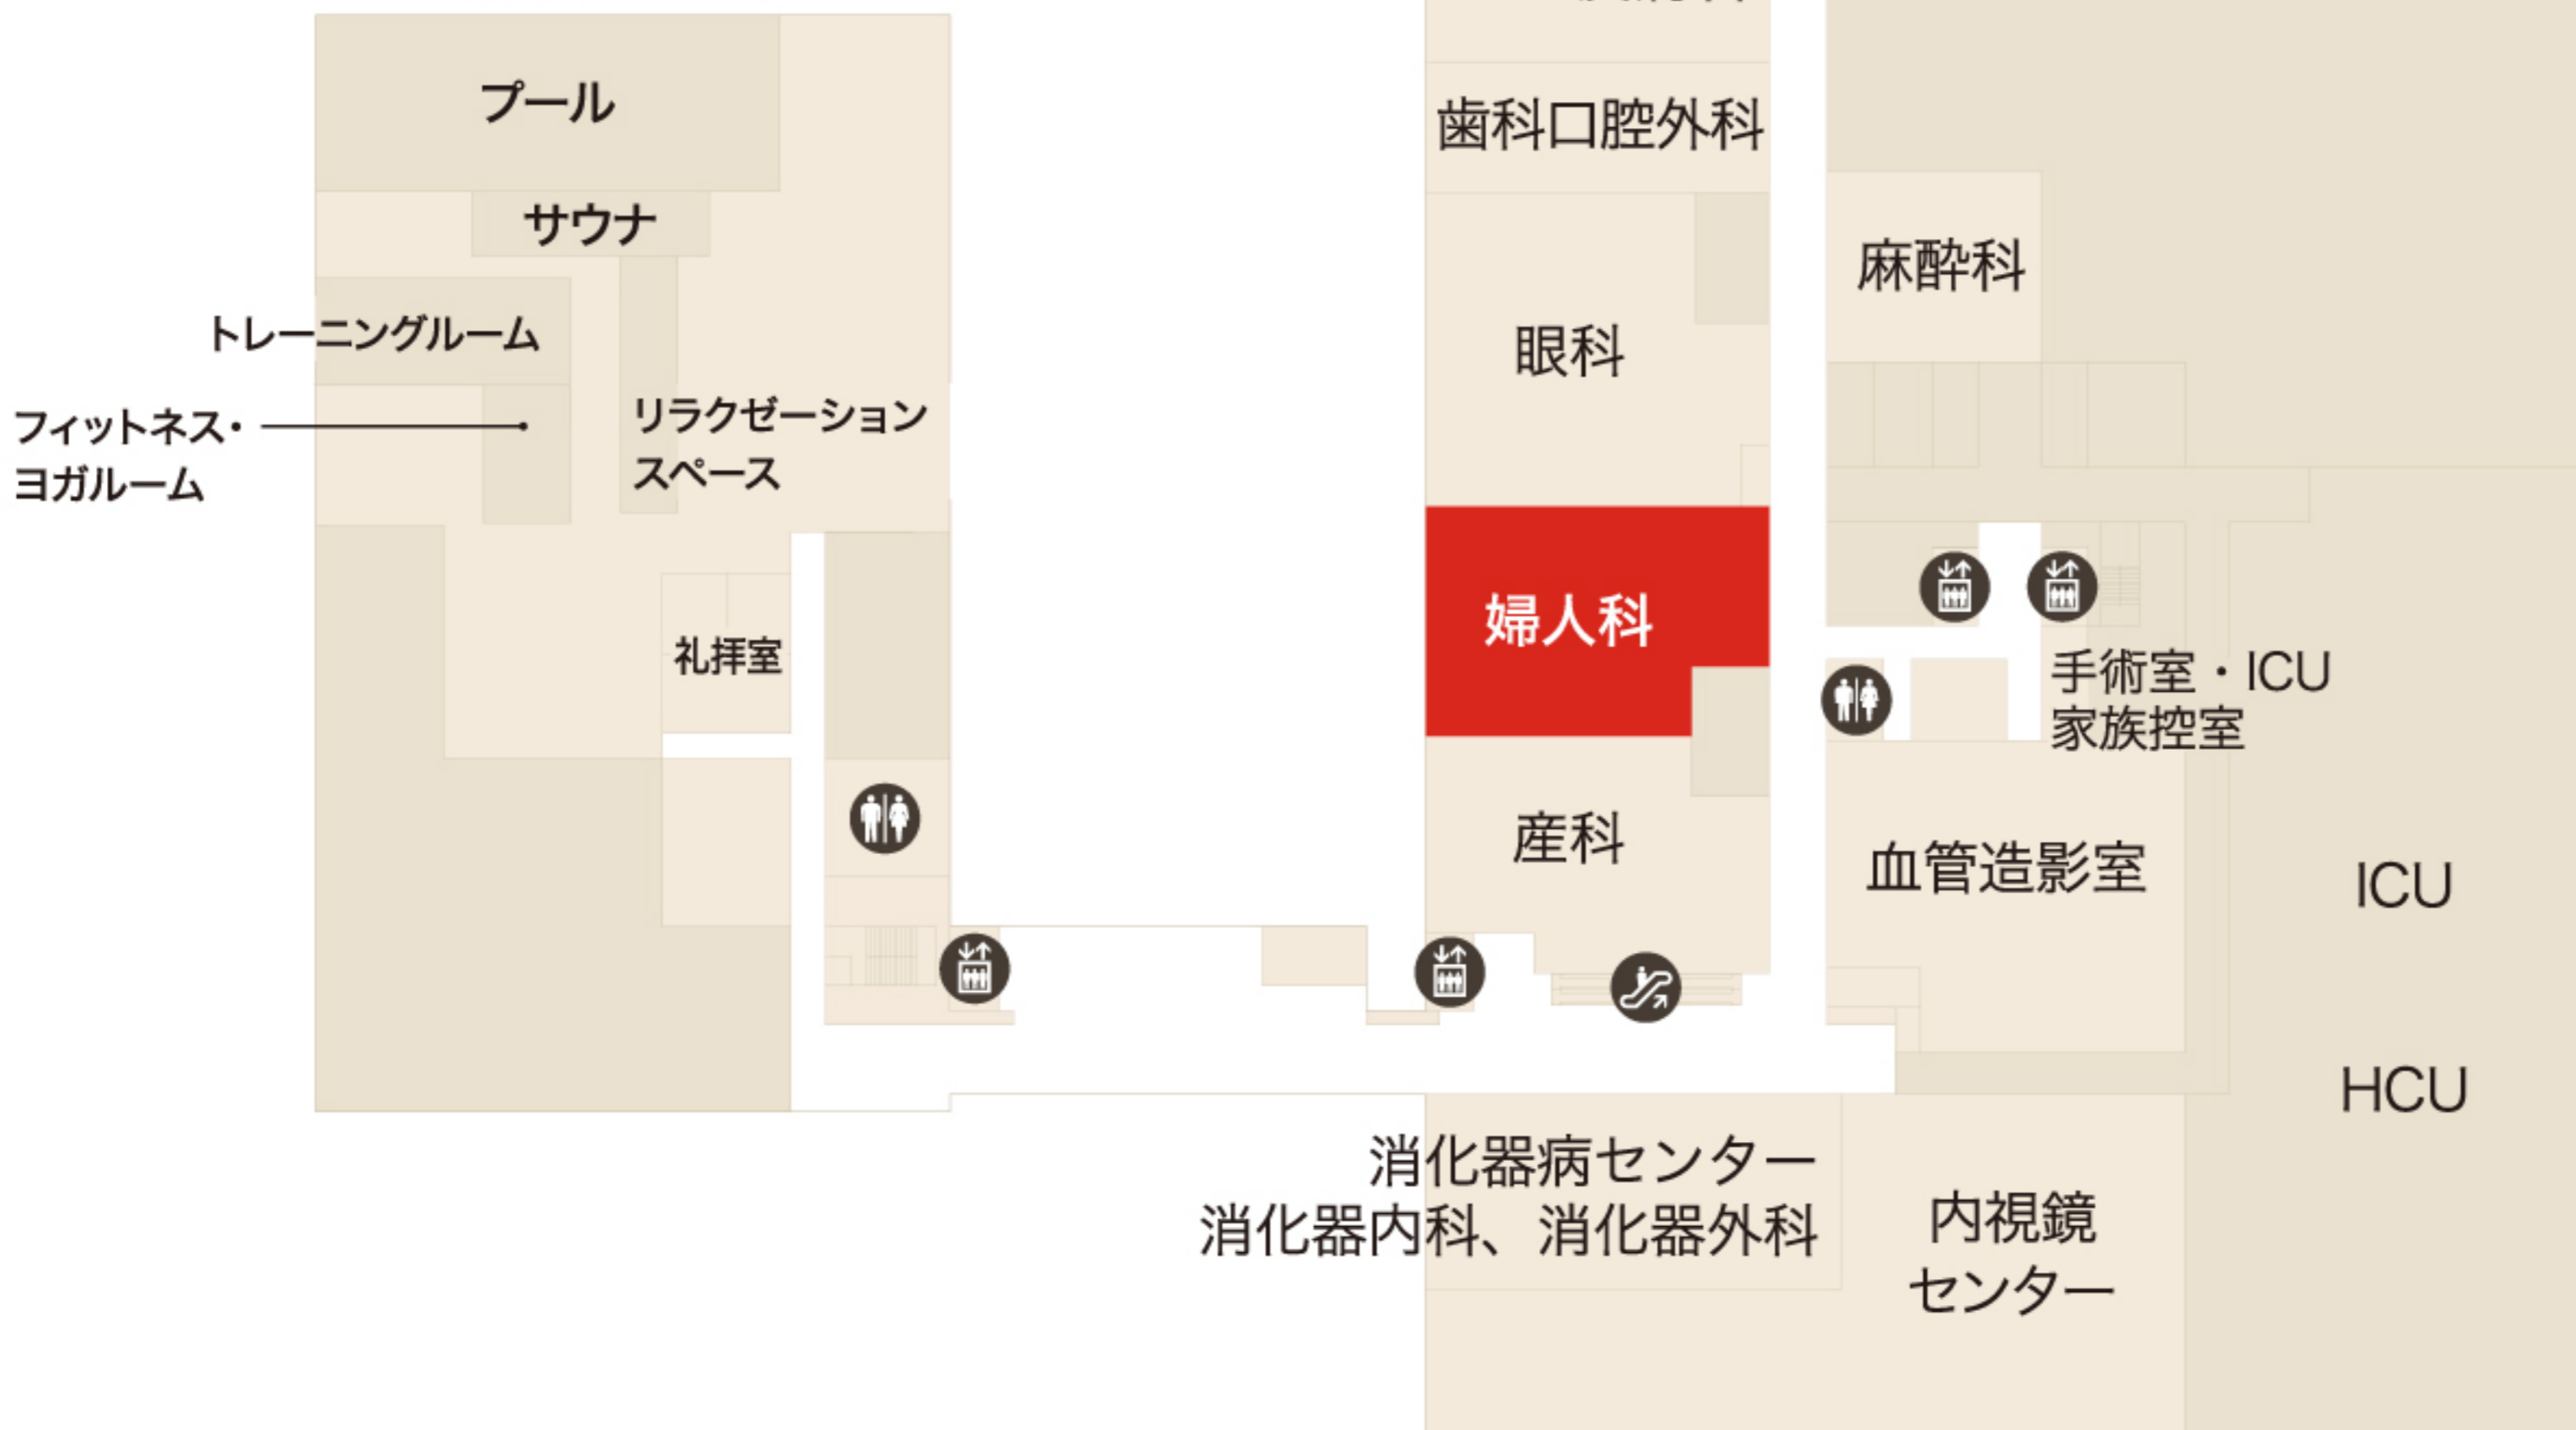 プール
サウナ
トレーニングルーム
フィットネス・
ヨガルーム
リラクゼーション
スペース
礼拝室
歯科口腔外科
眼科
婦人科
産科
麻酔科
手術室・ICU
家族控室
血管造影室
ICU
HCU
消化器病センター
消化器内科、消化器外科
内視鏡
センター